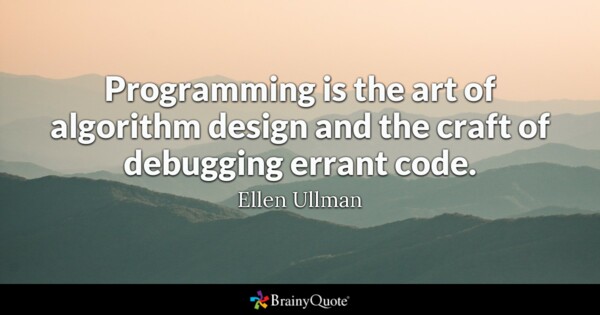 Programming is the art of
algorithm design and the craft of
debugging errant code.
Ellen Ullman
BrainyQuote®